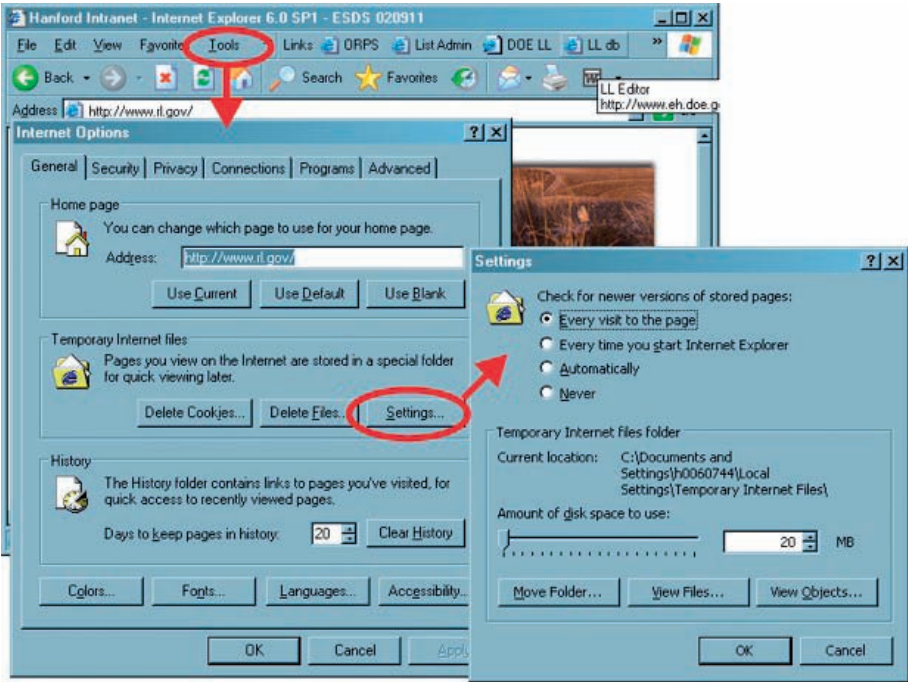 Hanford Intranet - Internet Explorer 6.0 SP1 - ESDS 020911
File Edit View Favorite Tools Links ORPS List Admin DOE LL LL db »
Back Search Favorites
LL Editor
http://www.eh.doe.g
Address http://www.rl.gov/
Internet Options
General Security Privacy Connections Programs Advanced
Home page
You can change which page to use for your home page.
Address: http://www.rl.gov/
Use Current Use Default Use Blank
Temporary Internet files
Pages you view on the Internet are stored in a special folder
for quick viewing later.
Delete Cookies... Delete Files... Settings...
History
The History folder contains links to pages you've visited, for
quick access to recently viewed pages.
Days to keep pages in history: 20 Clear History
Colors... Fonts... Languages... Accessibility..
OK Cancel Apply
Settings
Check for newer versions of stored pages:
Every visit to the page
Every time you start Internet Explorer
Automatically
Never
Temporary Internet files folder
Current location: C:\Documents and
Settings\h0060744\Local
Settings\Temporary Internet Files\
Amount of disk space to use:
20 MB
Move Folder... View Files... View Objects...
OK Cancel